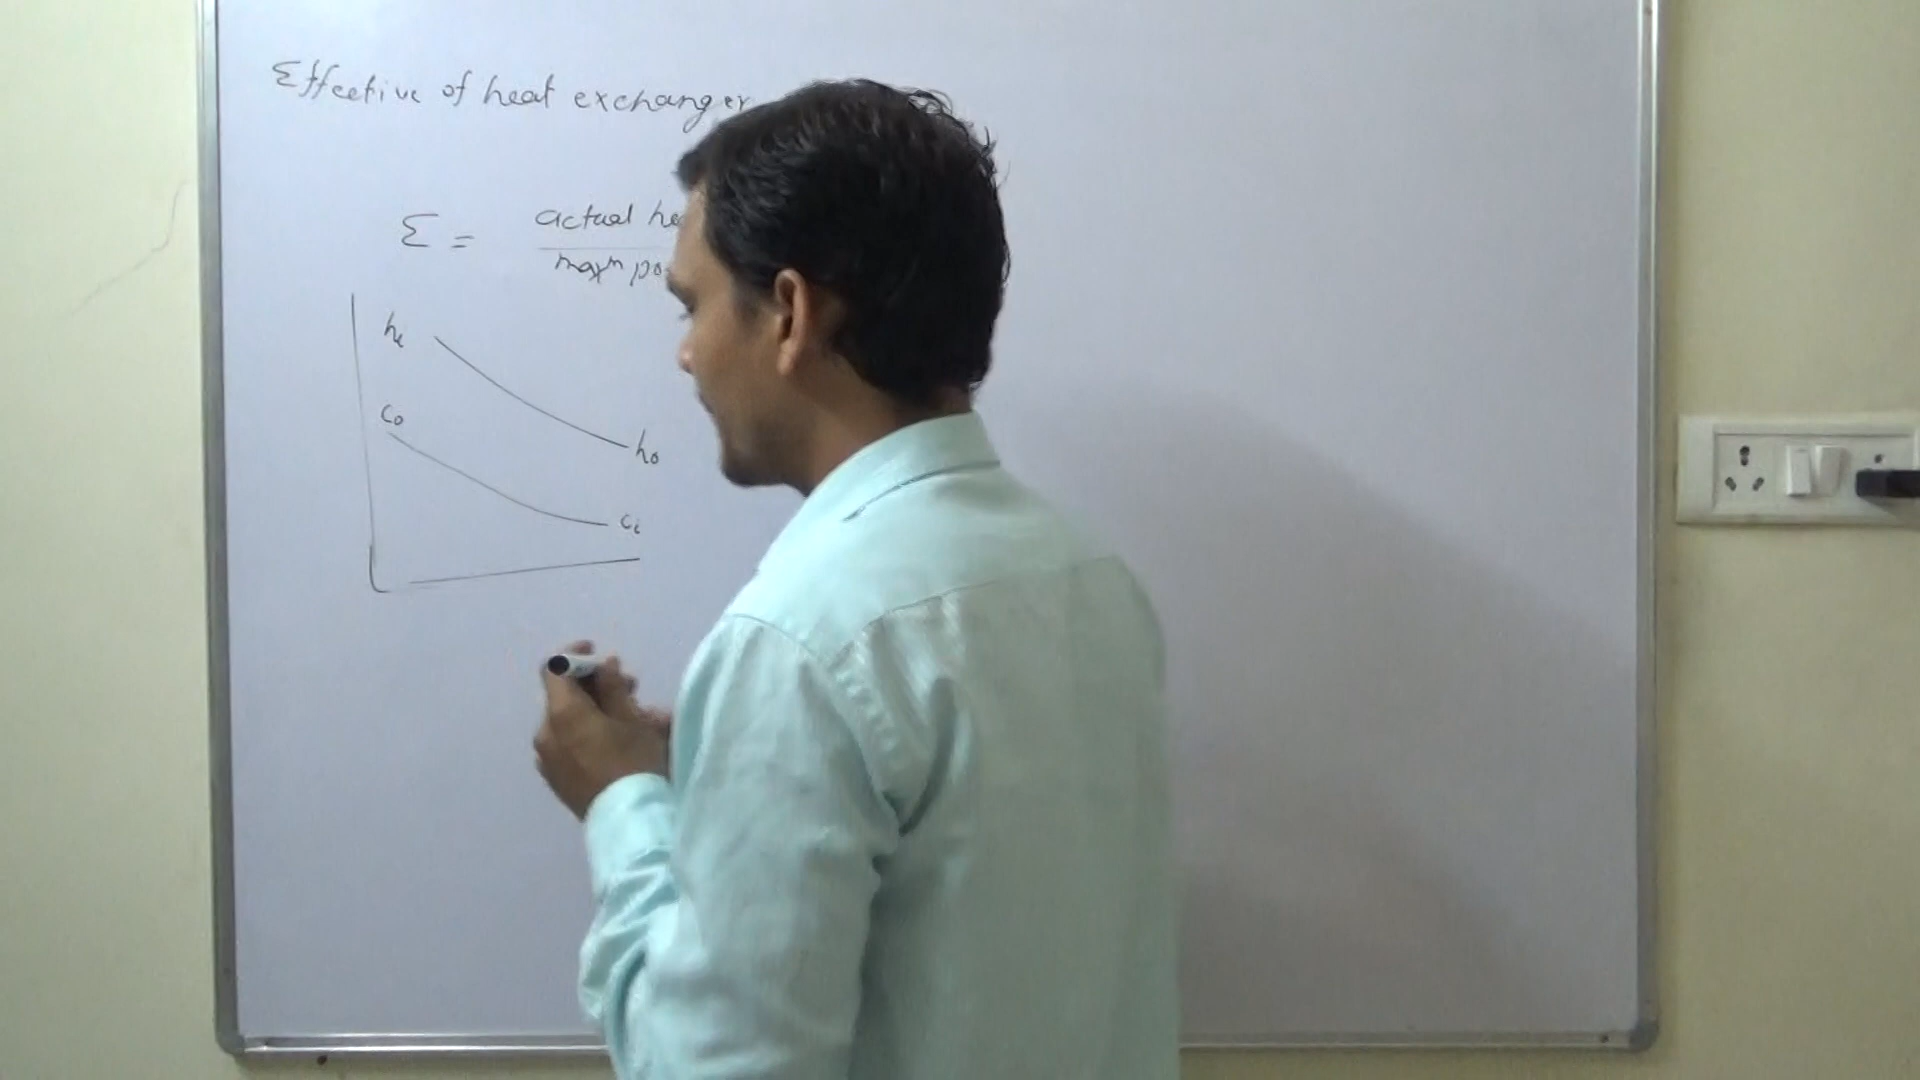 Effective of heat exchanger
Σ = actual he
maxm po
hi
co
ho
ci